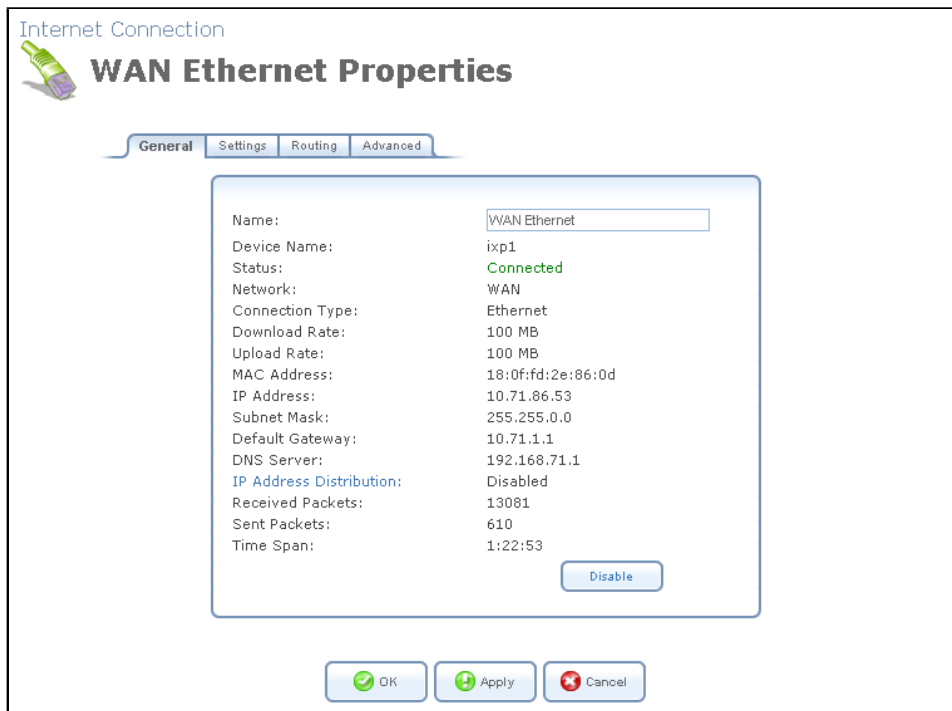 Internet Connection
WAN Ethernet Properties
General Settings Routing Advanced
Name: WAN Ethernet
Device Name: ixp1
Status: Connected
Network: WAN
Connection Type: Ethernet
Download Rate: 100 MB
Upload Rate: 100 MB
MAC Address: 18:0f:fd:2e:86:0d
IP Address: 10.71.86.53
Subnet Mask: 255.255.0.0
Default Gateway: 10.71.1.1
DNS Server: 192.168.71.1
IP Address Distribution: Disabled
Received Packets: 13081
Sent Packets: 610
Time Span: 1:22:53
Disable
OK Apply Cancel